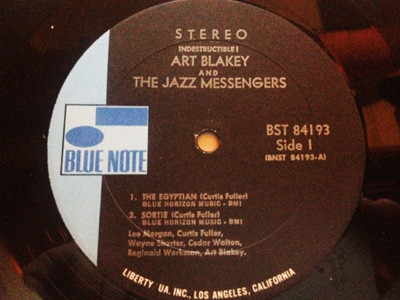 STEREO
INDESTRUCTIBLE!
ART BLAKEY
AND
THE JAZZ MESSENGERS
BST 84193
Side 1
(BNST 84193-A)
BLUE NOTE
1. THE EGYPTIAN (Curtis Fuller)
BLUE HORIZON MUSIC - BMI
2. SORTIE (Curtis Fuller)
BLUE HORIZON MUSIC - BMI
Lee Morgan, Curtis Fuller,
Wayne Shorter, Cedar Walton,
Reginald Workman, Art Blakey.
LIBERTY UA, INC., LOS ANGELES, CALIFORNIA